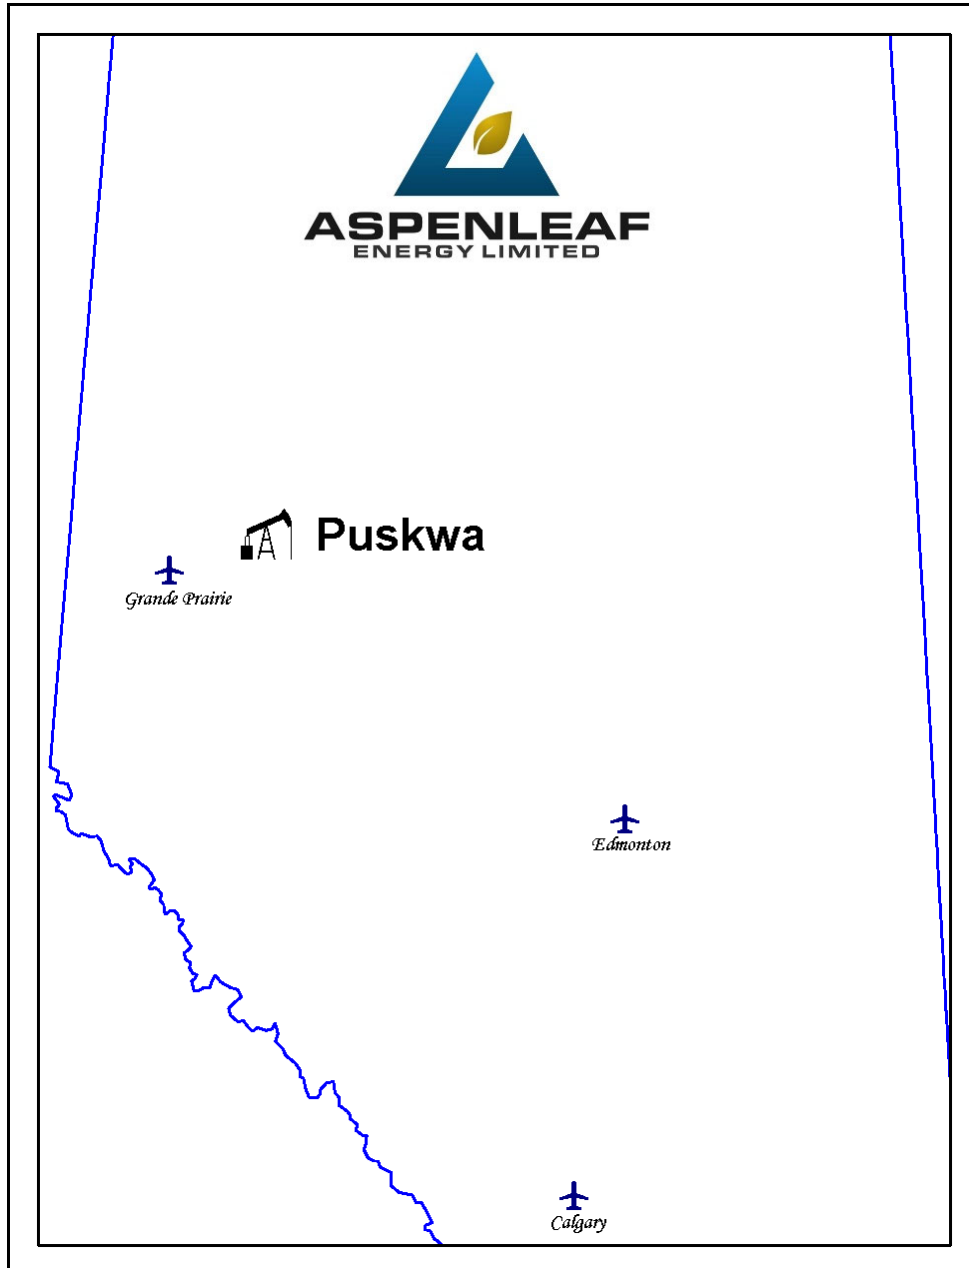 ASPENLEAF
ENERGY LIMITED
Puskwa
Grande Prairie
Edmonton
Calgary